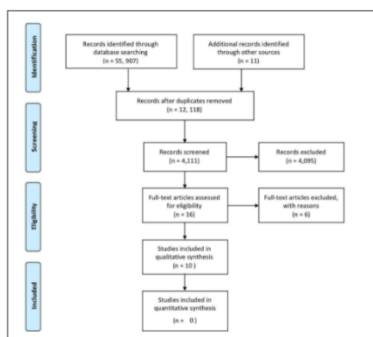 Identification
Records identified through
database searching
(n = 55, 907)
Additional records identified
through other sources
(n = 11)
Records after duplicates removed
(n = 12, 118)
Screening
Records screened
(n = 4,111)
Records excluded
(n = 4,095)
Eligibility
Full-text articles assessed
for eligibility
(n = 16)
Full-text articles excluded,
with reasons
(n = 6)
Studies included in
qualitative synthesis
(n = 10 )
Included
Studies included in
quantitative synthesis
(n = 0 )